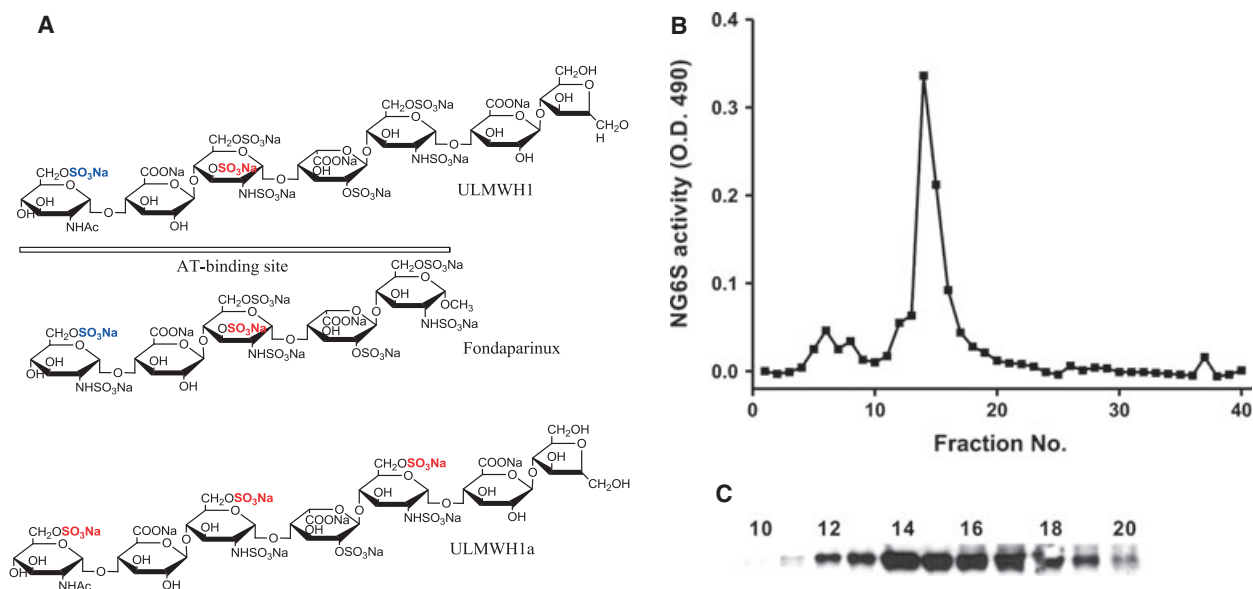 A
CH₂OH
CH₂OSO₃Na
COONa
O
OH
CH₂O
H
CH₂OSO₃Na
OH
O
NHSO₃Na
O
OH
CH₂OSO₃Na
COONa
O
OSO₃Na
NHSO₃Na
O
COONa
OH
OSO₃Na
ULMWH1
CH₂OSO₃Na
O
OH
OH
NHAc
O
OH
OH
AT-binding site
CH₂OSO₃Na
O
OH
OCH₃
NHSO₃Na
CH₂OSO₃Na
COONa
O
OSO₃Na
NHSO₃Na
O
COONa
OH
OSO₃Na
Fondaparinux
CH₂OSO₃Na
O
OH
OH
NHSO₃Na
O
OH
OH
CH₂OH
CH₂OSO₃Na
COONa
O
OH
CH₂OH
OH
O
NHSO₃Na
O
OH
OH
CH₂OSO₃Na
COONa
O
OH
NHSO₃Na
O
COONa
OH
OSO₃Na
ULMWH1a
CH₂OSO₃Na
O
OH
OH
NHAc
O
OH
OH
B
NG6S activity (O.D. 490)
0.4
0.3
0.2
0.1
0.0
0 10 20 30 40
Fraction No.
C
10 12 14 16 18 20